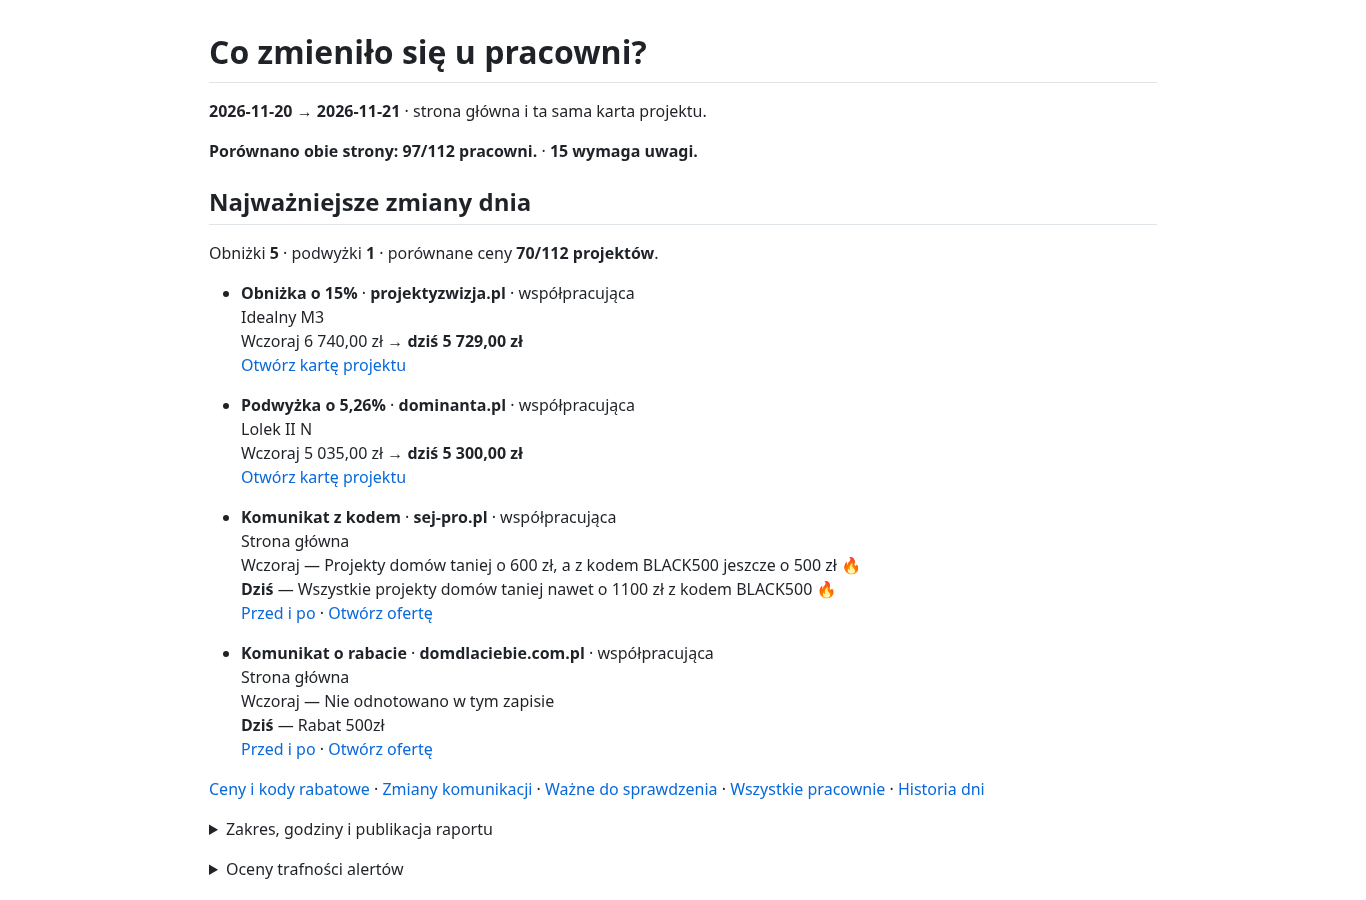 Co zmieniło się u pracowni?
2026-11-20 → 2026-11-21 · strona główna i ta sama karta projektu.
Porównano obie strony: 97/112 pracowni. · 15 wymaga uwagi.
Najważniejsze zmiany dnia
Obniżki 5 · podwyżki 1 · porównane ceny 70/112 projektów.
• Obniżka o 15% · projektyzwizja.pl · współpracująca
Idealny M3
Wczoraj 6 740,00 zł → dziś 5 729,00 zł
Otwórz kartę projektu
• Podwyżka o 5,26% · dominanta.pl · współpracująca
Lolek II N
Wczoraj 5 035,00 zł → dziś 5 300,00 zł
Otwórz kartę projektu
• Komunikat z kodem · sej-pro.pl · współpracująca
Strona główna
Wczoraj — Projekty domów taniej o 600 zł, a z kodem BLACK500 jeszcze o 500 zł 🔥
Dziś — Wszystkie projekty domów taniej nawet o 1100 zł z kodem BLACK500 🔥
Przed i po · Otwórz ofertę
• Komunikat o rabacie · domdlaciebie.com.pl · współpracująca
Strona główna
Wczoraj — Nie odnotowano w tym zapisie
Dziś — Rabat 500zł
Przed i po · Otwórz ofertę
Ceny i kody rabatowe · Zmiany komunikacji · Ważne do sprawdzenia · Wszystkie pracownie · Historia dni
▶ Zakres, godziny i publikacja raportu
▶ Oceny trafności alertów